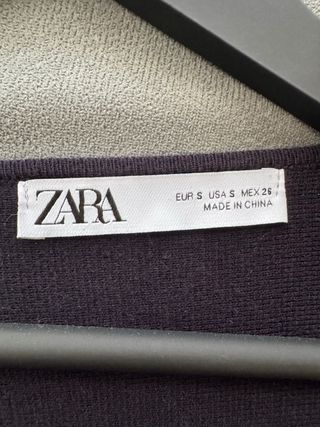 ZARA
EUR S USA S MEX 26
MADE IN CHINA